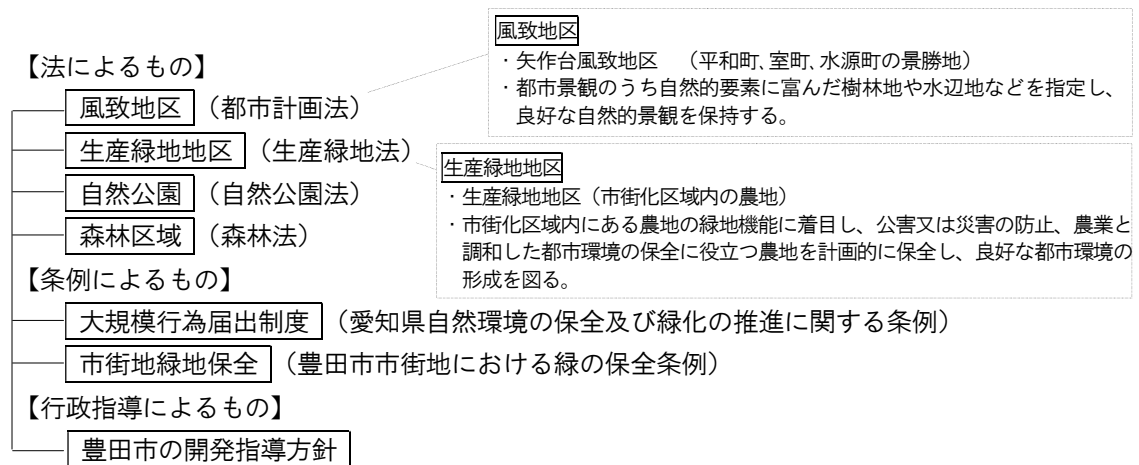 【法によるもの】
風致地区 （都市計画法）
生産緑地地区 （生産緑地法）
自然公園 （自然公園法）
森林区域 （森林法）
【条例によるもの】
大規模行為届出制度 （愛知県自然環境の保全及び緑化の推進に関する条例）
市街地緑地保全 （豊田市市街地における緑の保全条例）
【行政指導によるもの】
豊田市の開発指導方針
風致地区
・矢作台風致地区　（平和町、室町、水源町の景勝地）
・都市景観のうち自然的要素に富んだ樹林地や水辺地などを指定し、
良好な自然的景観を保持する。
生産緑地地区
・生産緑地地区（市街化区域内の農地）
・市街化区域内にある農地の緑地機能に着目し、公害又は災害の防止、農業と
調和した都市環境の保全に役立つ農地を計画的に保全し、良好な都市環境の
形成を図る。